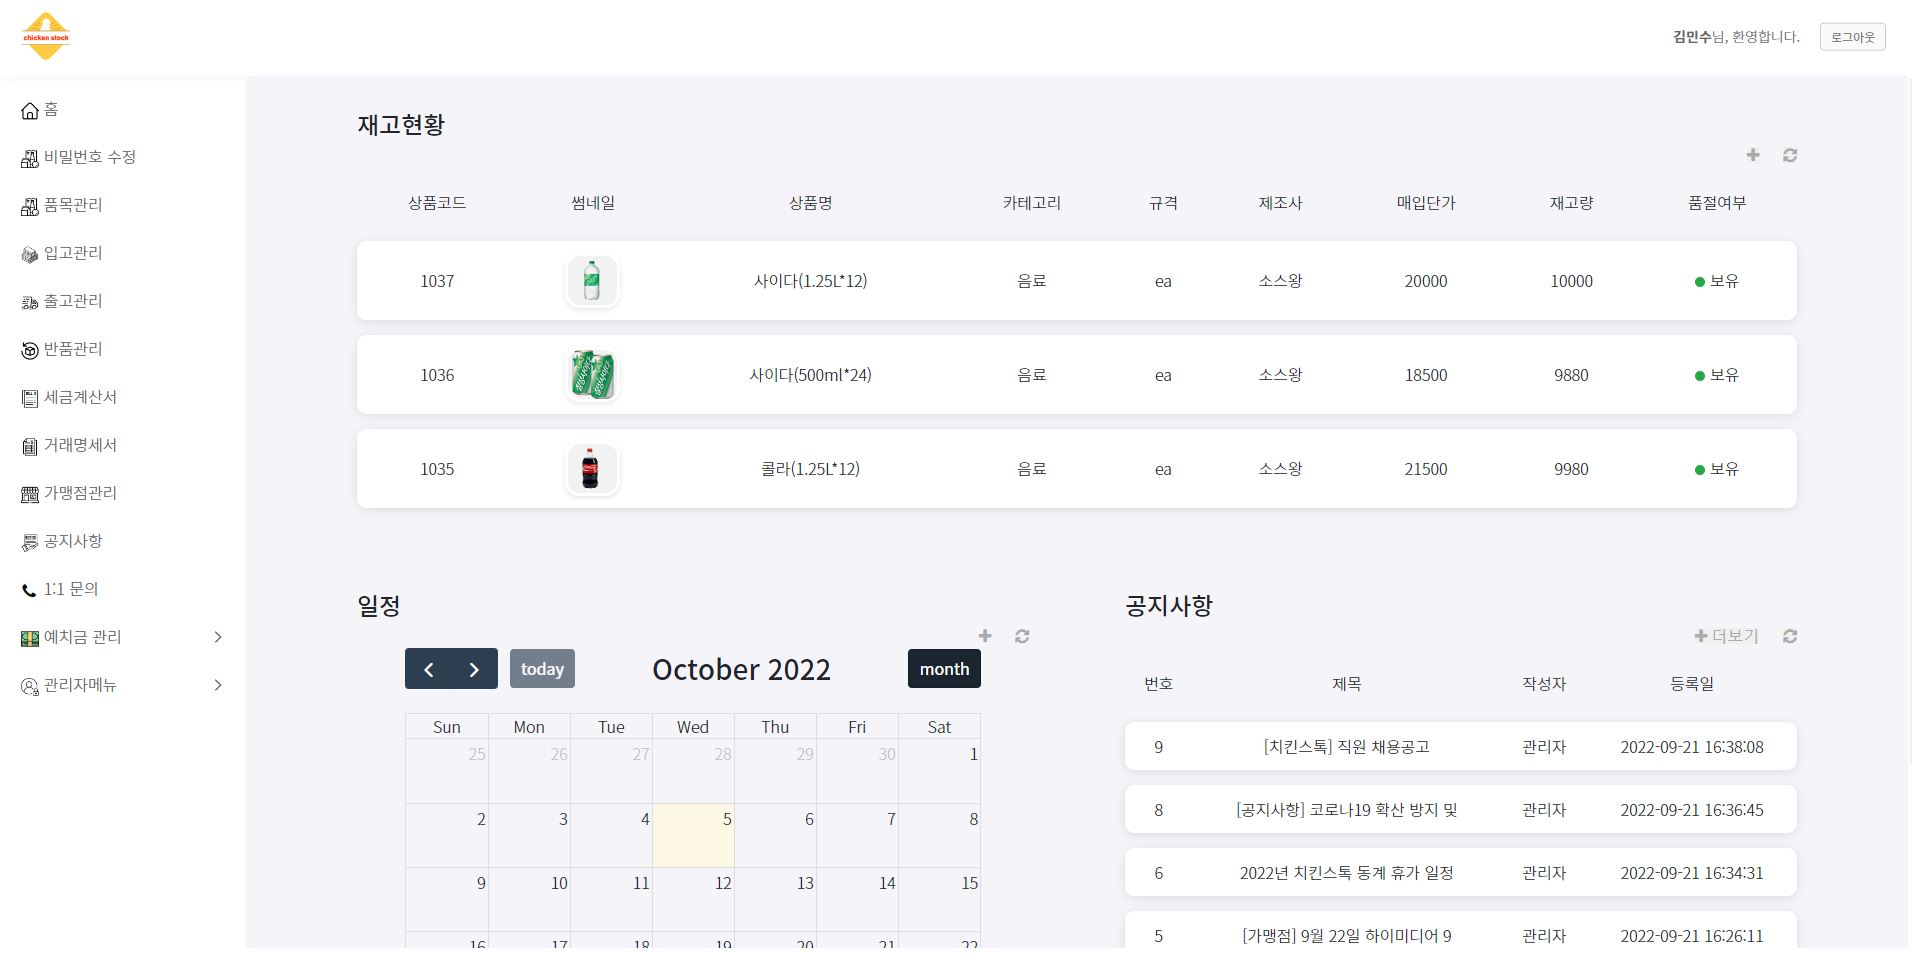 chicken stock
김민수님, 환영합니다.
로그아웃
홈
비밀번호 수정
품목관리
입고관리
출고관리
반품관리
세금계산서
거래명세서
가맹점관리
공지사항
1:1 문의
예치금 관리
관리자메뉴
재고현황
상품코드 썸네일 상품명 카테고리 규격 제조사 매입단가 재고량 품절여부
1037 사이다(1.25L*12) 음료 ea 소스왕 20000 10000 보유
1036 사이다(500ml*24) 음료 ea 소스왕 18500 9880 보유
1035 콜라(1.25L*12) 음료 ea 소스왕 21500 9980 보유
일정
today October 2022 month
Sun Mon Tue Wed Thu Fri Sat
25 26 27 28 29 30 1
2 3 4 5 6 7 8
9 10 11 12 13 14 15
16 17 18 19 20 21 22
공지사항
더보기
번호 제목 작성자 등록일
9 [치킨스톡] 직원 채용공고 관리자 2022-09-21 16:38:08
8 [공지사항] 코로나19 확산 방지 및 관리자 2022-09-21 16:36:45
6 2022년 치킨스톡 동계 휴가 일정 관리자 2022-09-21 16:34:31
5 [가맹점] 9월 22일 하이미디어 9 관리자 2022-09-21 16:26:11